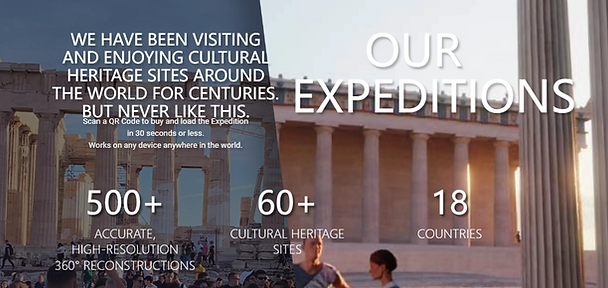 WE HAVE BEEN VISITING
AND ENJOYING CULTURAL
HERITAGE SITES AROUND
THE WORLD FOR CENTURIES.
BUT NEVER LIKE THIS.
Scan a QR Code to buy and load the Expedition
in 30 seconds or less.
Works on any device anywhere in the world.
OUR
EXPEDITIONS
500+
ACCURATE,
HIGH-RESOLUTION
360° RECONSTRUCTIONS
60+
CULTURAL HERITAGE
SITES
18
COUNTRIES